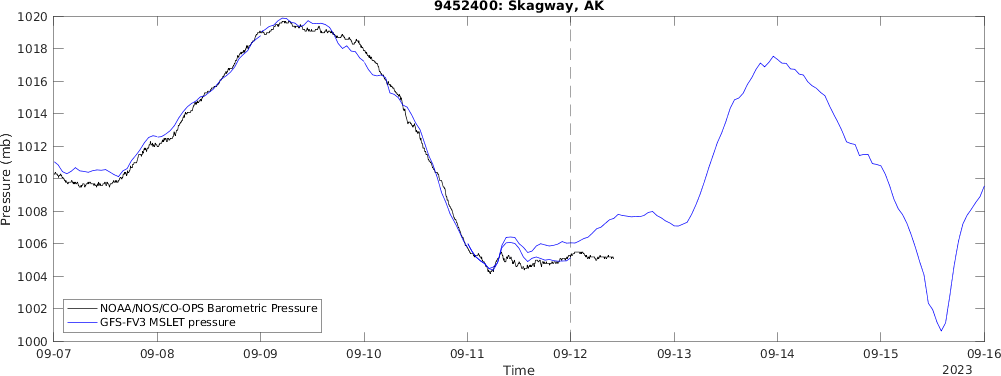 9452400: Skagway, AK
1020
1018
1016
1014
1012
1010
1008
1006
1004
1002
1000
Pressure (mb)
NOAA/NOS/CO-OPS Barometric Pressure
GFS-FV3 MSLET pressure
09-07 09-08 09-09 09-10 09-11 09-12 09-13 09-14 09-15 09-16
Time
2023